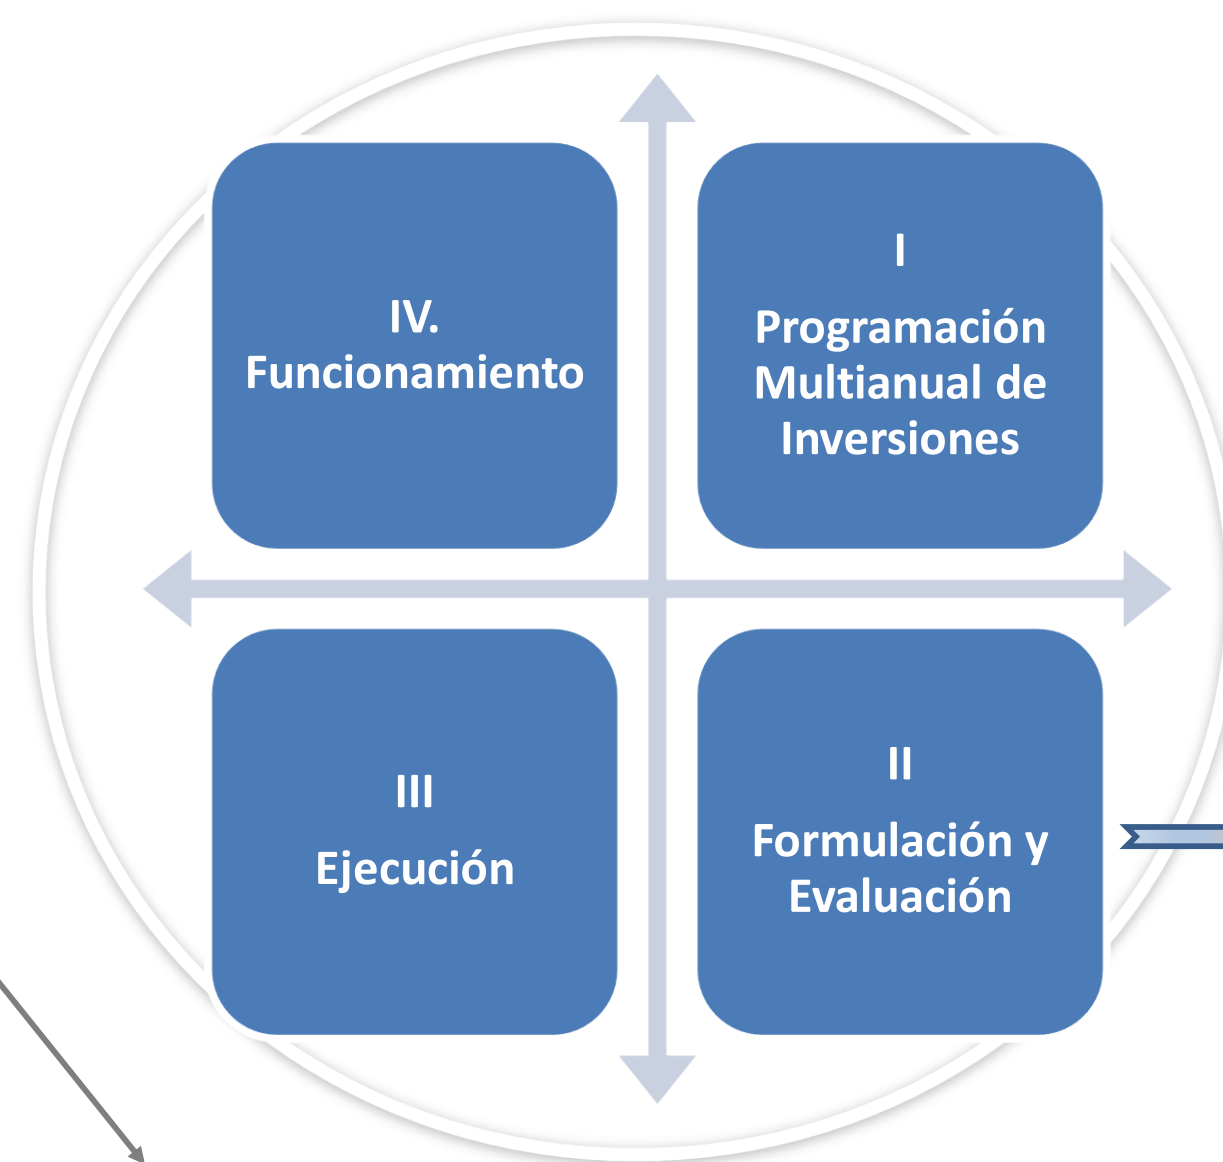 IV.
Funcionamiento
I
Programación
Multianual de
Inversiones
III
Ejecución
II
Formulación y
Evaluación